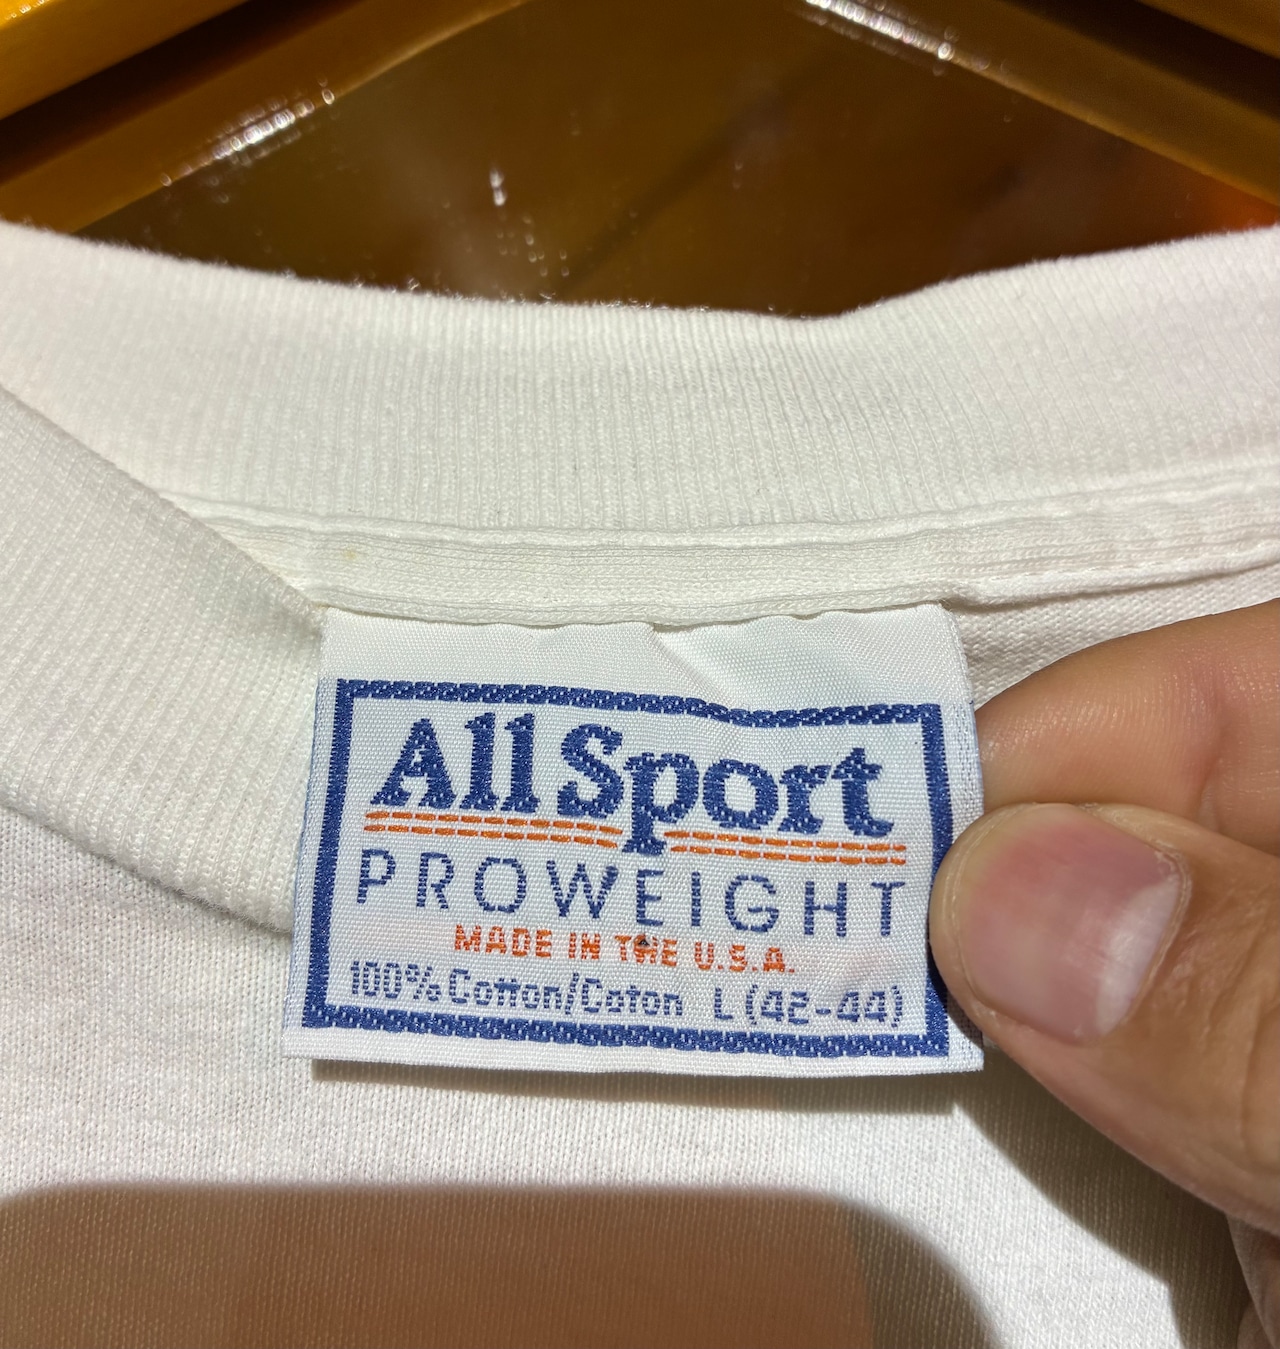 All Sport
PROWEIGHT
MADE IN THE U.S.A.
100% Cotton/Coton L (42-44)